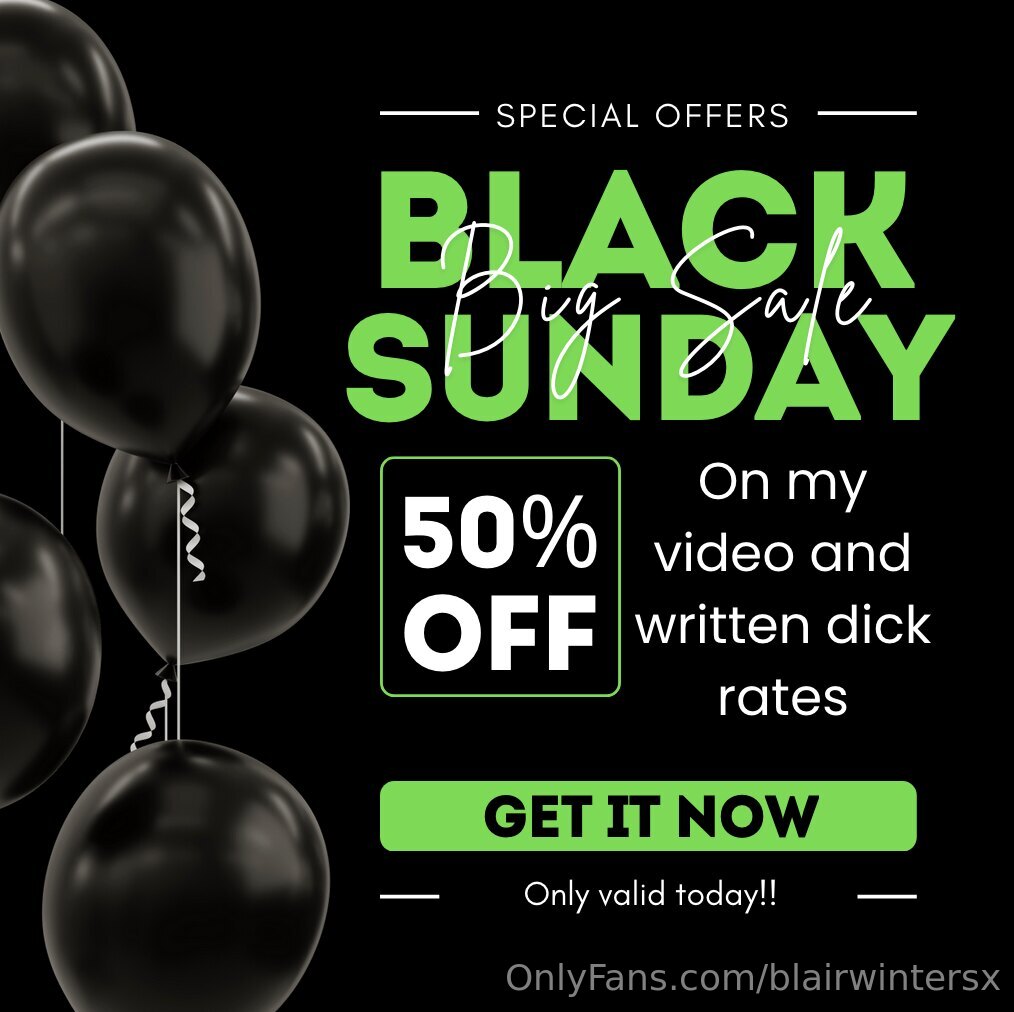 SPECIAL OFFERS
BLACK
Big Sale
SUNDAY
50%
OFF
On my
video and
written dick
rates
GET IT NOW
Only valid today!!
OnlyFans.com/blairwintersx